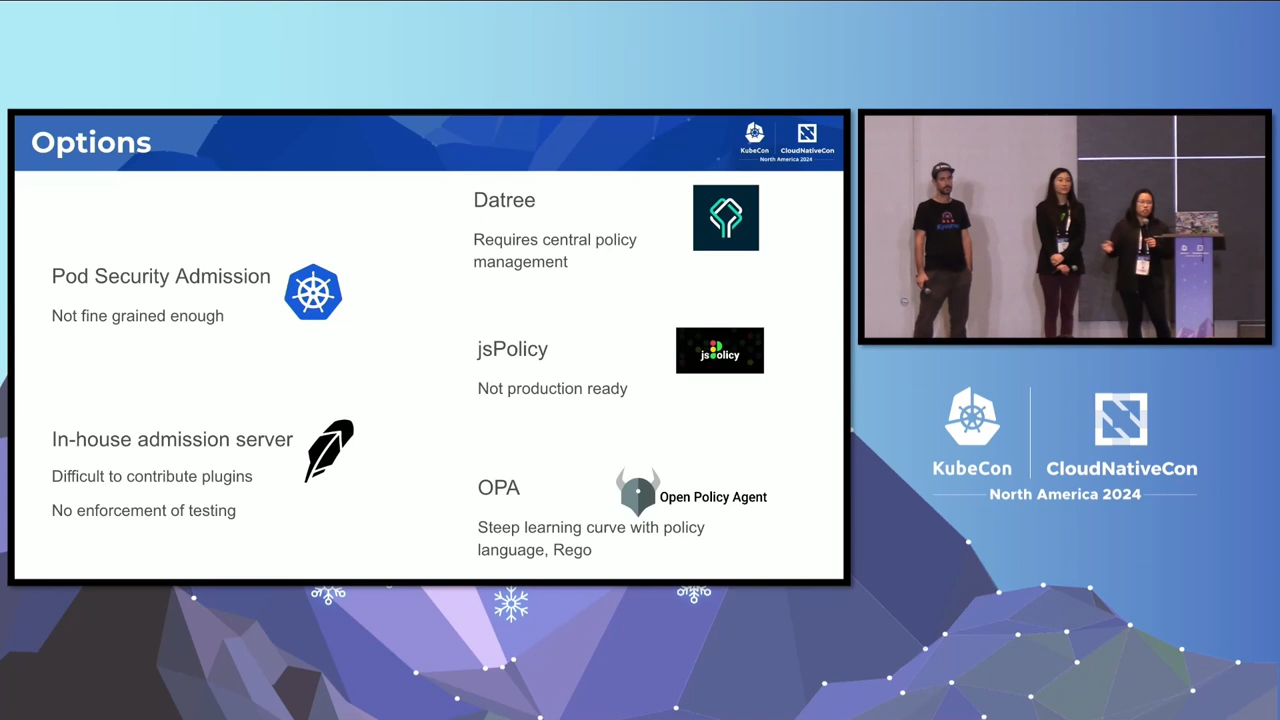 Options
KubeCon
CloudNativeCon
North America 2024
Pod Security Admission
Not fine grained enough
In-house admission server
Difficult to contribute plugins
No enforcement of testing
Datree
Requires central policy
management
jsPolicy
jsPolicy
Not production ready
OPA
Open Policy Agent
Steep learning curve with policy
language, Rego
KubeCon
CloudNativeCon
North America 2024